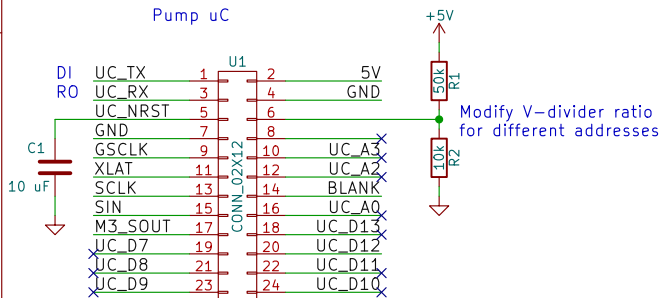 Pump uC
+5V
U1
DI UC_TX 1 2 5V
RO UC_RX 3 4 GND
50k R1
UC_NRST 5 6
Modify V-divider ratio
for different addresses
GND 7 8
C1
GSCLK 9 10 UC_A3
10k R2
XLAT 11 12 UC_A2
10 uF
SCLK 13 14 BLANK
CONN_02X12
SIN 15 16 UC_A0
M3_SOUT 17 18 UC_D13
UC_D7 19 20 UC_D12
UC_D8 21 22 UC_D11
UC_D9 23 24 UC_D10